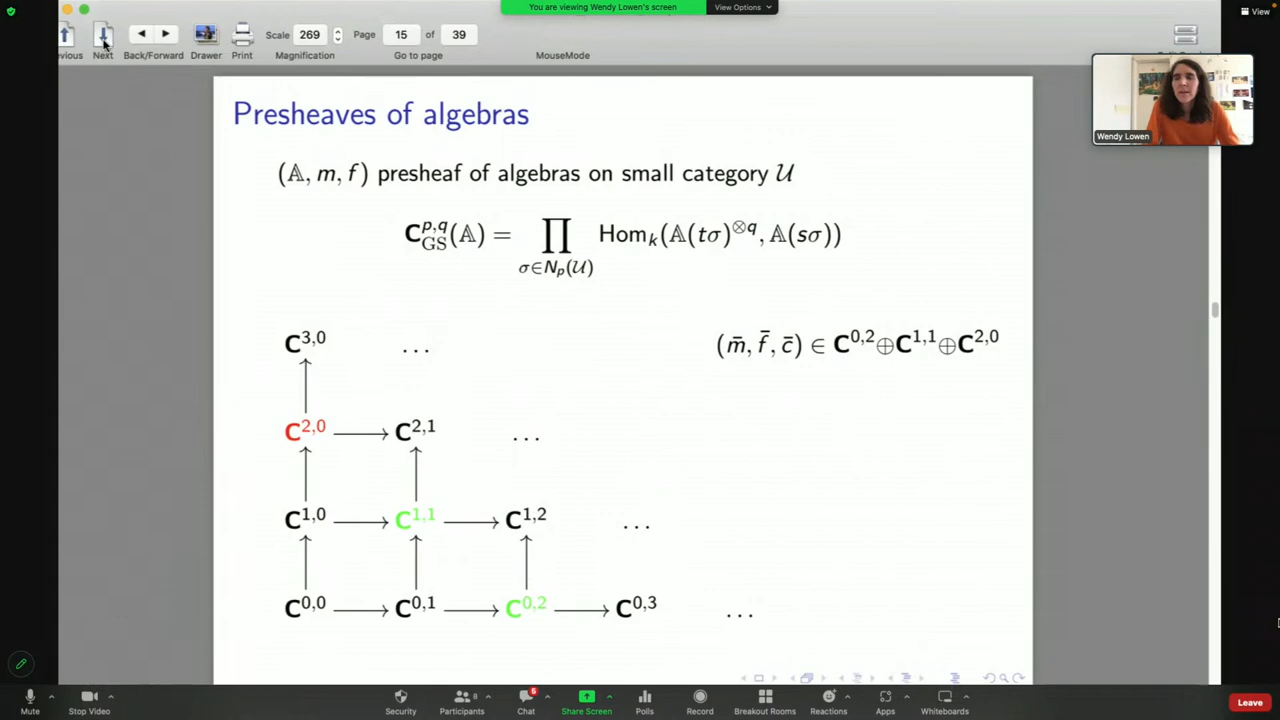 You are viewing Wendy Lowen's screen
View Options
View
evious
Next
Back/Forward
Drawer
Print
Scale 269
Magnification
Page 15 of 39
Go to page
MouseMode
Wendy Lowen
Presheaves of algebras
(𝔸, m, f) presheaf of algebras on small category 𝒰
C^{p,q}_{GS}(𝔸) = ∏_{σ∈N_p(𝒰)} Hom_k(𝔸(tσ)^{⊗q}, 𝔸(sσ))
C^{3,0} ...
(m̄, f̄, c̄) ∈ C^{0,2}⊕C^{1,1}⊕C^{2,0}
C^{2,0} → C^{2,1} ...
C^{1,0} → C^{1,1} → C^{1,2} ...
C^{0,0} → C^{0,1} → C^{0,2} → C^{0,3} ...
Mute
Stop Video
Security
Participants 8
Chat 5
Share Screen
Polls
Record
Breakout Rooms
Reactions
Apps
Whiteboards
Leave